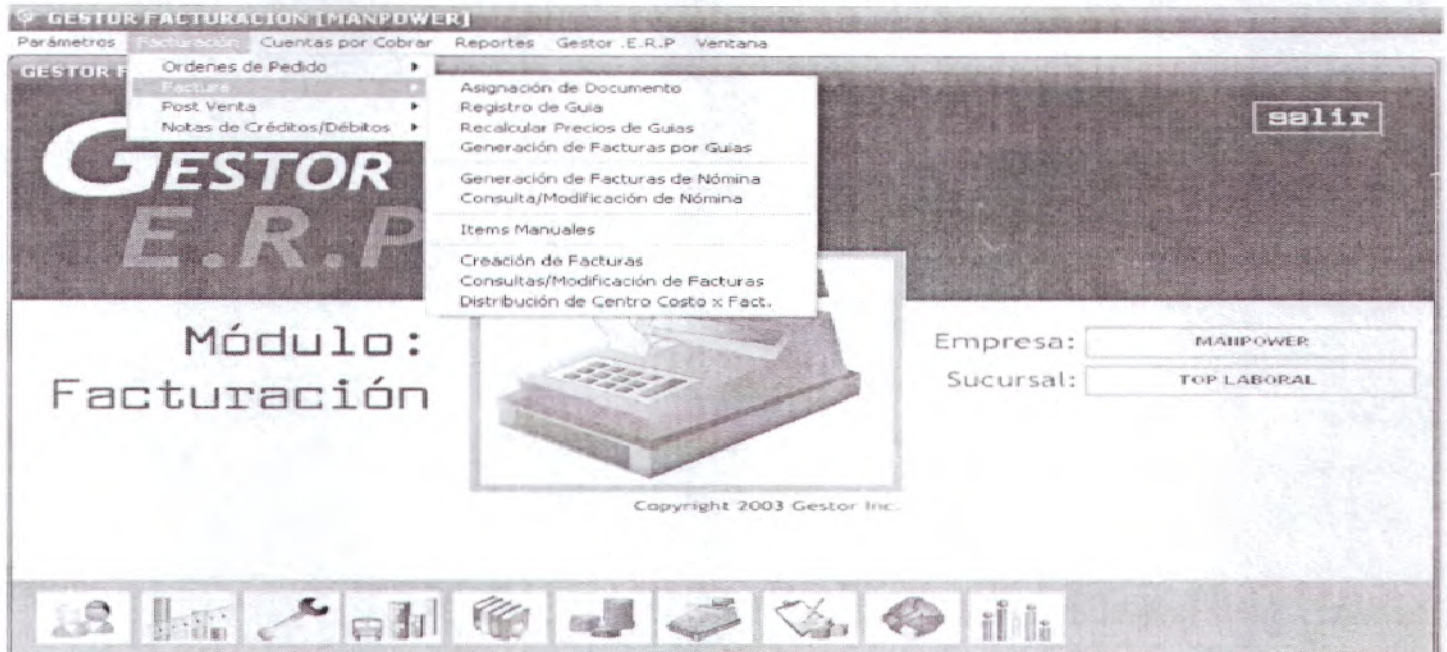 GESTOR FACTURACION [MANPOWER]
Parámetros Facturación Cuentas por Cobrar Reportes Gestor .E.R.P Ventana
GESTOR F
Ordenes de Pedido
Factura
Post Venta
Notas de Créditos/Débitos
Asignación de Documento
Registro de Guia
Recalcular Precios de Guias
Generación de Facturas por Guias
Generación de Facturas de Nómina
Consulta/Modificación de Nómina
Items Manuales
Creación de Facturas
Consultas/Modificación de Facturas
Distribución de Centro Costo x Fact.
salir
GESTOR
E.R.P
Módulo:
Facturación
Empresa: MANPOWER
Sucursal: TOP LABORAL
Copyright 2003 Gestor Inc.